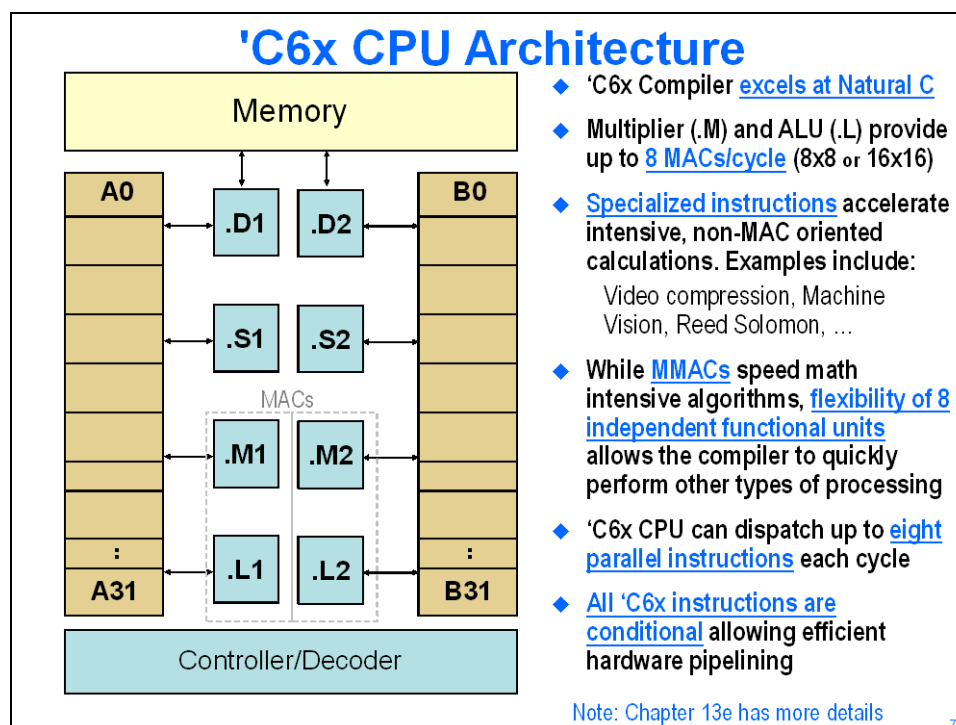 'C6x CPU Architecture
Memory
A0
B0
.D1
.D2
.S1
.S2
MACs
.M1
.M2
.L1
.L2
:
:
A31
B31
Controller/Decoder
‘C6x Compiler excels at Natural C
Multiplier (.M) and ALU (.L) provide
up to 8 MACs/cycle (8x8 or 16x16)
Specialized instructions accelerate
intensive, non-MAC oriented
calculations. Examples include:
Video compression, Machine
Vision, Reed Solomon, …
While MMACs speed math
intensive algorithms, flexibility of 8
independent functional units
allows the compiler to quickly
perform other types of processing
‘C6x CPU can dispatch up to eight
parallel instructions each cycle
All ‘C6x instructions are
conditional allowing efficient
hardware pipelining
Note: Chapter 13e has more details
7